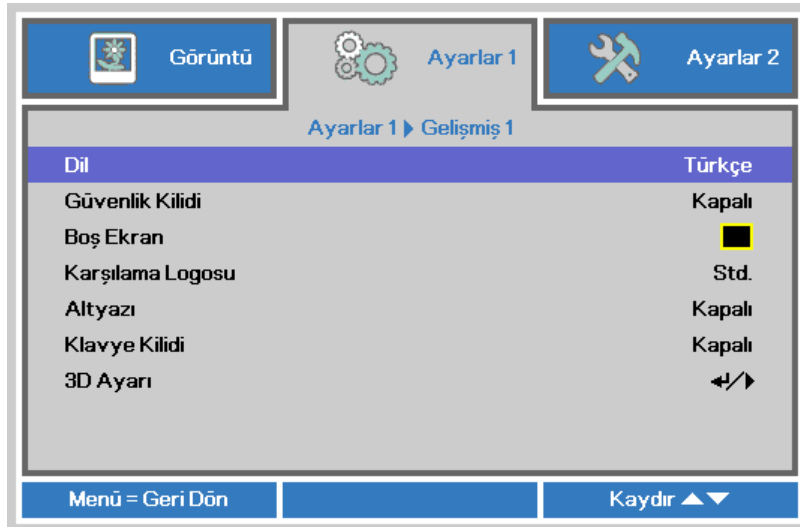 Görüntü
Ayarlar 1
Ayarlar 2
Ayarlar 1 Gelişmiş 1
Dil Türkçe
Güvenlik Kilidi Kapalı
Boş Ekran
Karşılama Logosu Std.
Altyazı Kapalı
Klavye Kilidi Kapalı
3D Ayarı ↵/▶
Menü = Geri Dön
Kaydır ▲▼